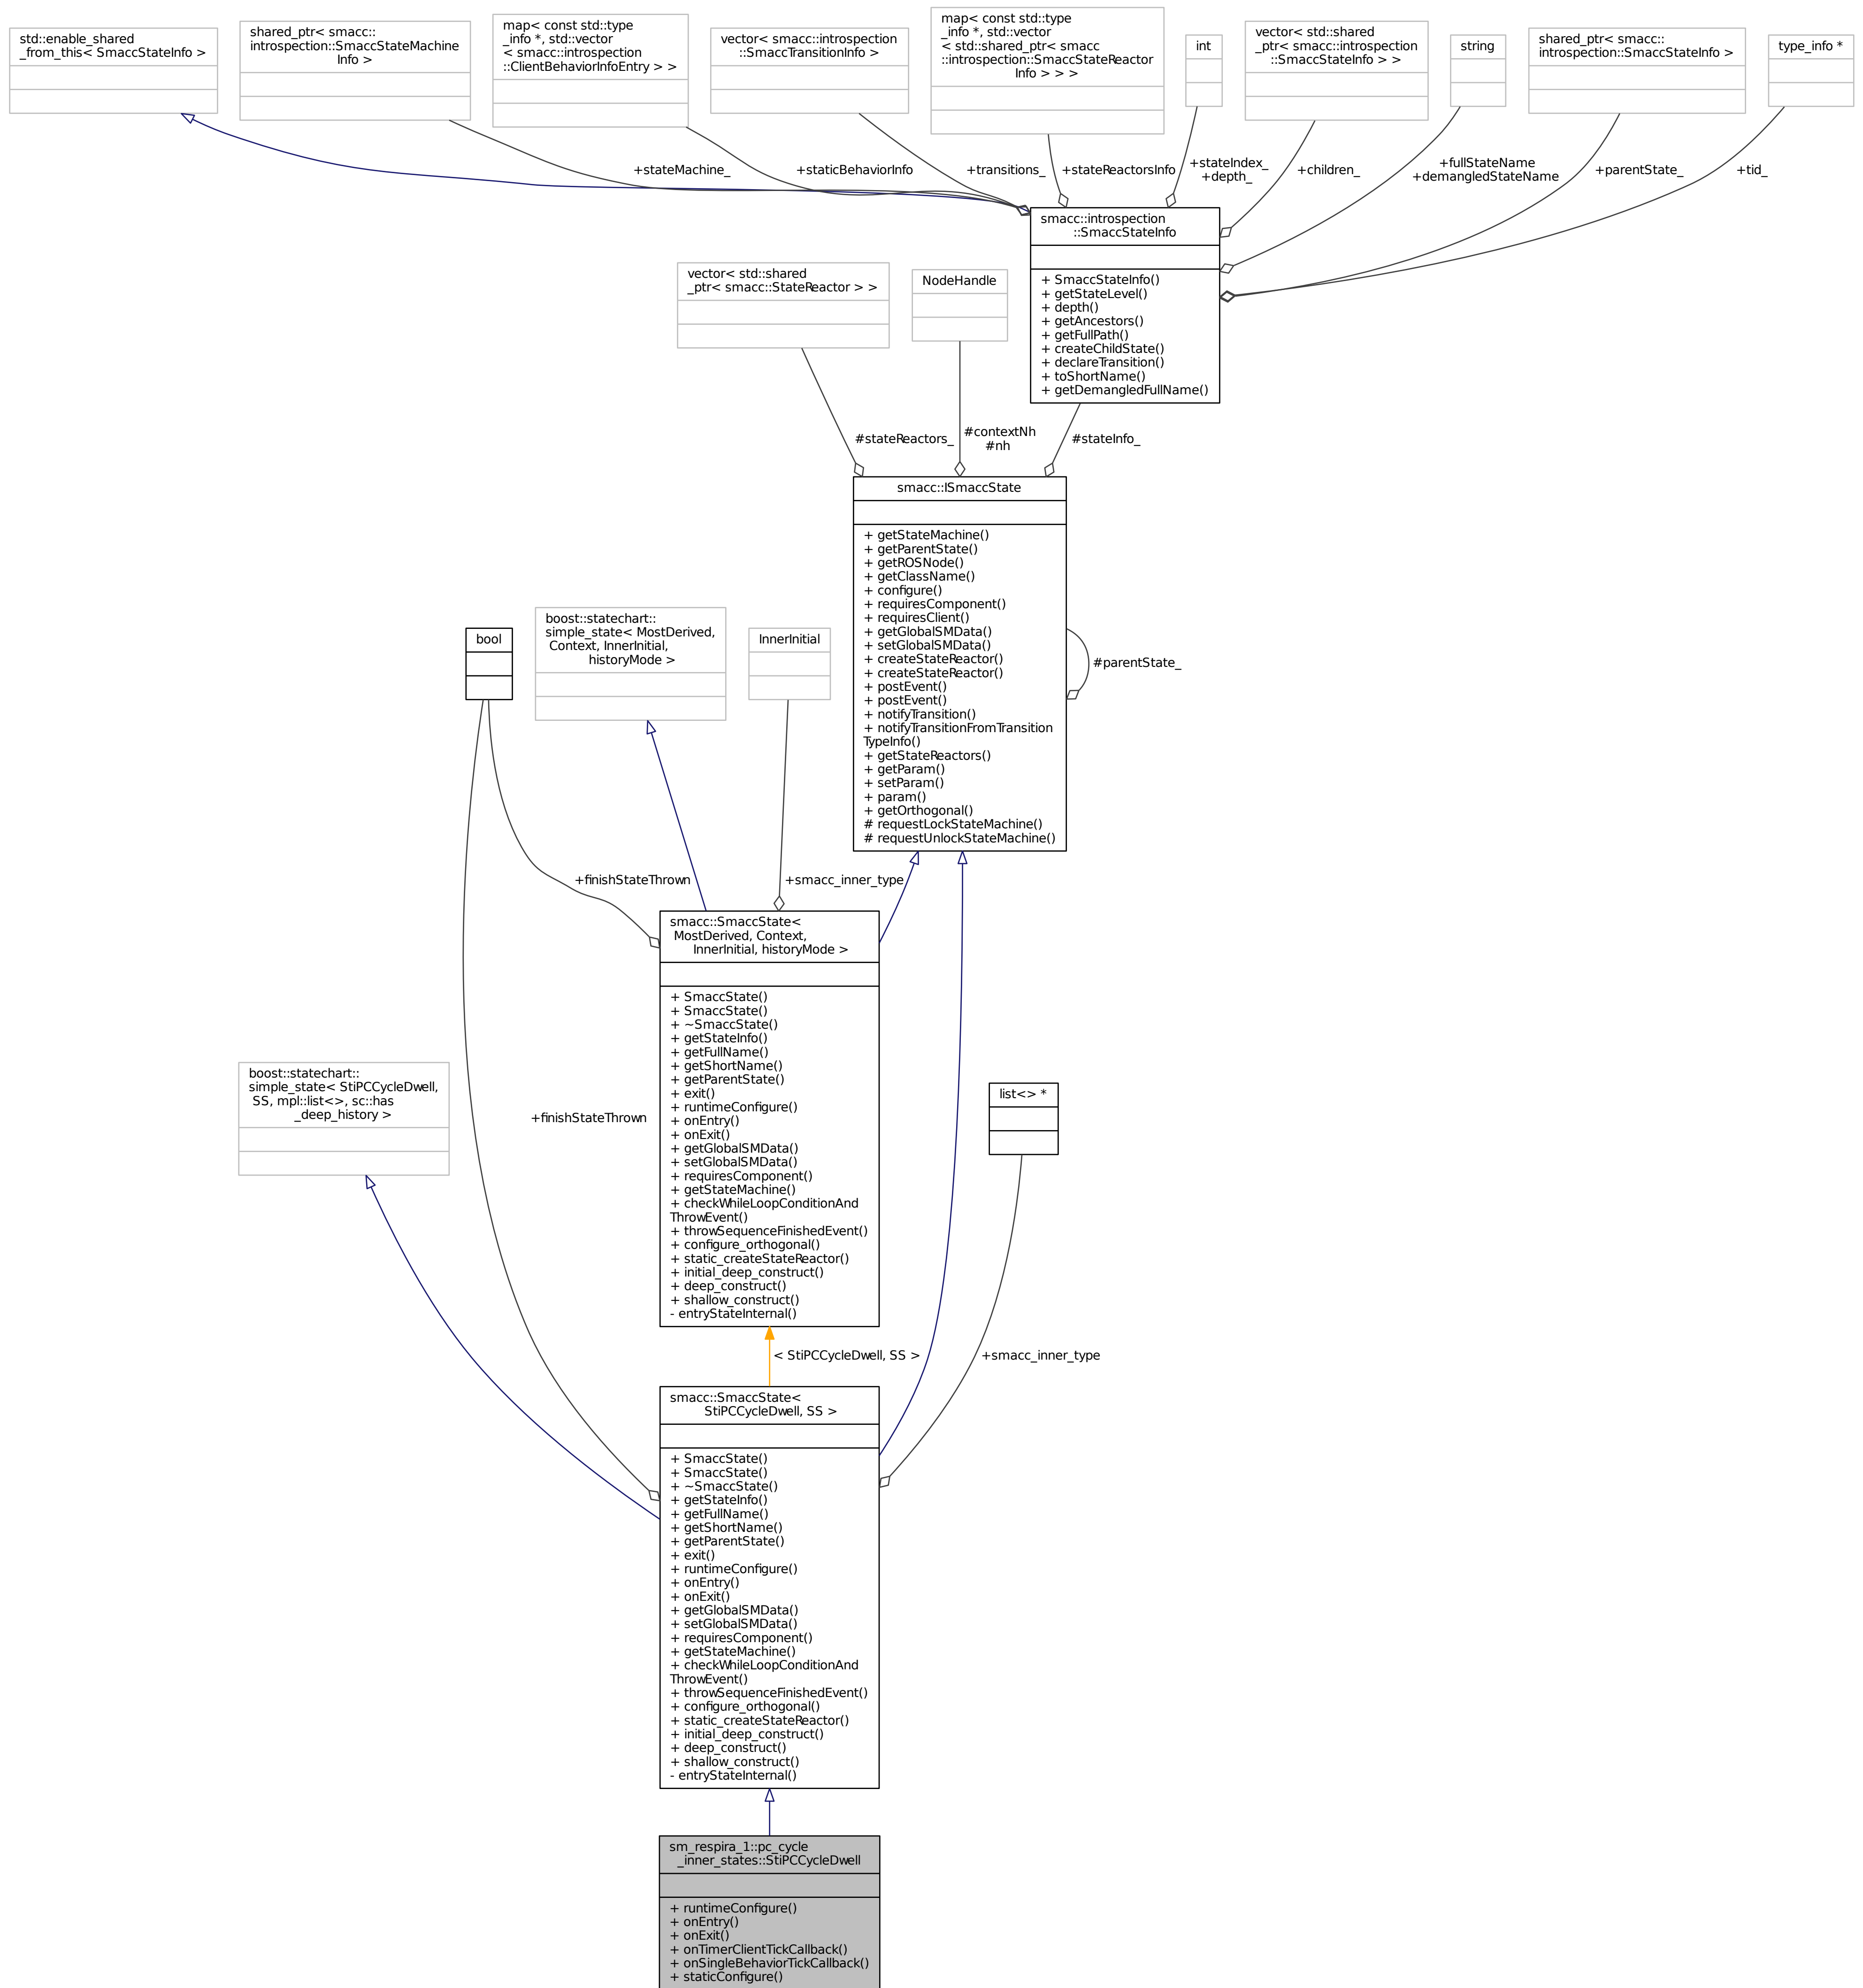 std::enable_shared
_from_this< SmaccStateInfo >
shared_ptr< smacc::
introspection::SmaccStateMachine
Info >
map< const std::type
_info *, std::vector
< smacc::introspection
::ClientBehaviorInfoEntry > >
vector< smacc::introspection
::SmaccTransitionInfo >
map< const std::type
_info *, std::vector
< std::shared_ptr< smacc
::introspection::SmaccStateReactor
Info > > >
int
vector< std::shared
_ptr< smacc::introspection
::SmaccStateInfo > >
string
shared_ptr< smacc::
introspection::SmaccStateInfo >
type_info *
+stateMachine_
+staticBehaviorInfo
+transitions_
+stateReactorsInfo
+stateIndex_
+depth_
+children_
+fullStateName
+demangledStateName
+parentState_
+tid_
smacc::introspection
::SmaccStateInfo
+ SmaccStateInfo()
+ getStateLevel()
+ depth()
+ getAncestors()
+ getFullPath()
+ createChildState()
+ declareTransition()
+ toShortName()
+ getDemangledFullName()
vector< std::shared
_ptr< smacc::StateReactor > >
NodeHandle
#stateReactors_
#contextNh
#nh
#stateInfo_
smacc::ISmaccState
+ getStateMachine()
+ getParentState()
+ getROSNode()
+ getClassName()
+ configure()
+ requiresComponent()
+ requiresClient()
+ getGlobalSMData()
+ setGlobalSMData()
+ createStateReactor()
+ createStateReactor()
+ postEvent()
+ postEvent()
+ notifyTransition()
+ notifyTransitionFromTransition
TypeInfo()
+ getStateReactors()
+ getParam()
+ setParam()
+ param()
+ getOrthogonal()
# requestLockStateMachine()
# requestUnlockStateMachine()
#parentState_
bool
boost::statechart::
simple_state< MostDerived,
Context, InnerInitial,
historyMode >
InnerInitial
+finishStateThrown
+smacc_inner_type
smacc::SmaccState<
MostDerived, Context,
InnerInitial, historyMode >
+ SmaccState()
+ SmaccState()
+ ~SmaccState()
+ getStateInfo()
+ getFullName()
+ getShortName()
+ getParentState()
+ exit()
+ runtimeConfigure()
+ onEntry()
+ onExit()
+ getGlobalSMData()
+ setGlobalSMData()
+ requiresComponent()
+ getStateMachine()
+ checkWhileLoopConditionAnd
ThrowEvent()
+ throwSequenceFinishedEvent()
+ configure_orthogonal()
+ static_createStateReactor()
+ initial_deep_construct()
+ deep_construct()
+ shallow_construct()
- entryStateInternal()
boost::statechart::
simple_state< StiPCCycleDwell,
SS, mpl::list<>, sc::has
_deep_history >
+finishStateThrown
list<> *
< StiPCCycleDwell, SS >
+smacc_inner_type
smacc::SmaccState<
StiPCCycleDwell, SS >
+ SmaccState()
+ SmaccState()
+ ~SmaccState()
+ getStateInfo()
+ getFullName()
+ getShortName()
+ getParentState()
+ exit()
+ runtimeConfigure()
+ onEntry()
+ onExit()
+ getGlobalSMData()
+ setGlobalSMData()
+ requiresComponent()
+ getStateMachine()
+ checkWhileLoopConditionAnd
ThrowEvent()
+ throwSequenceFinishedEvent()
+ configure_orthogonal()
+ static_createStateReactor()
+ initial_deep_construct()
+ deep_construct()
+ shallow_construct()
- entryStateInternal()
sm_respira_1::pc_cycle
_inner_states::StiPCCycleDwell
+ runtimeConfigure()
+ onEntry()
+ onExit()
+ onTimerClientTickCallback()
+ onSingleBehaviorTickCallback()
+ staticConfigure()